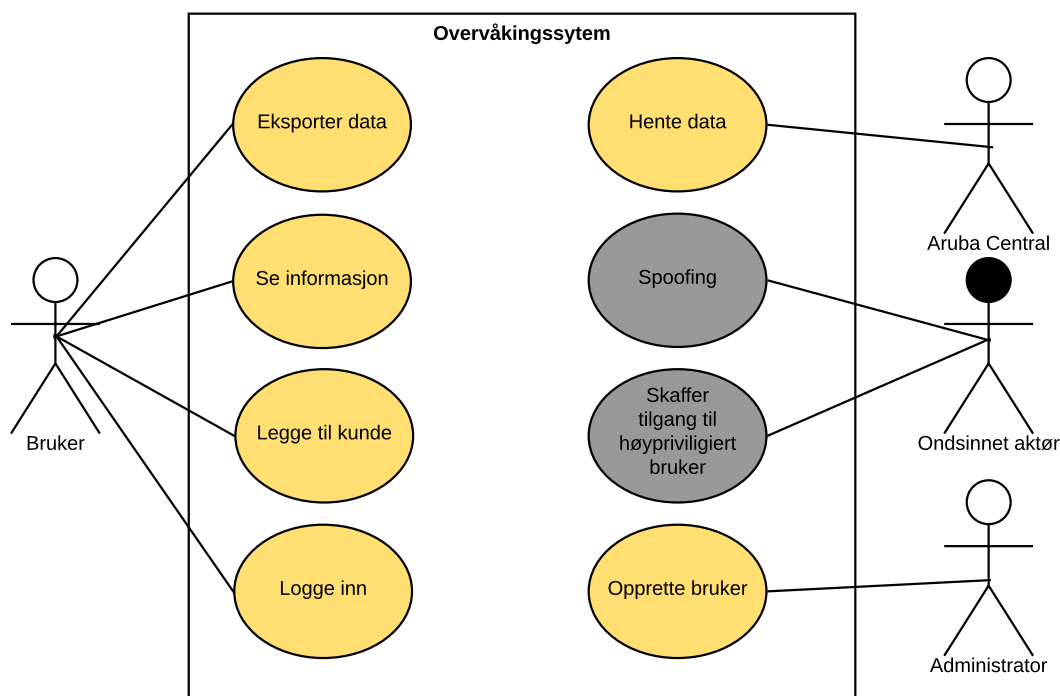 Overvåkingssytem
Eksporter data
Hente data
Aruba Central
Se informasjon
Spoofing
Bruker
Legge til kunde
Skaffer
tilgang til
høypriviligiert
bruker
Ondsinnet aktør
Logge inn
Opprette bruker
Administrator